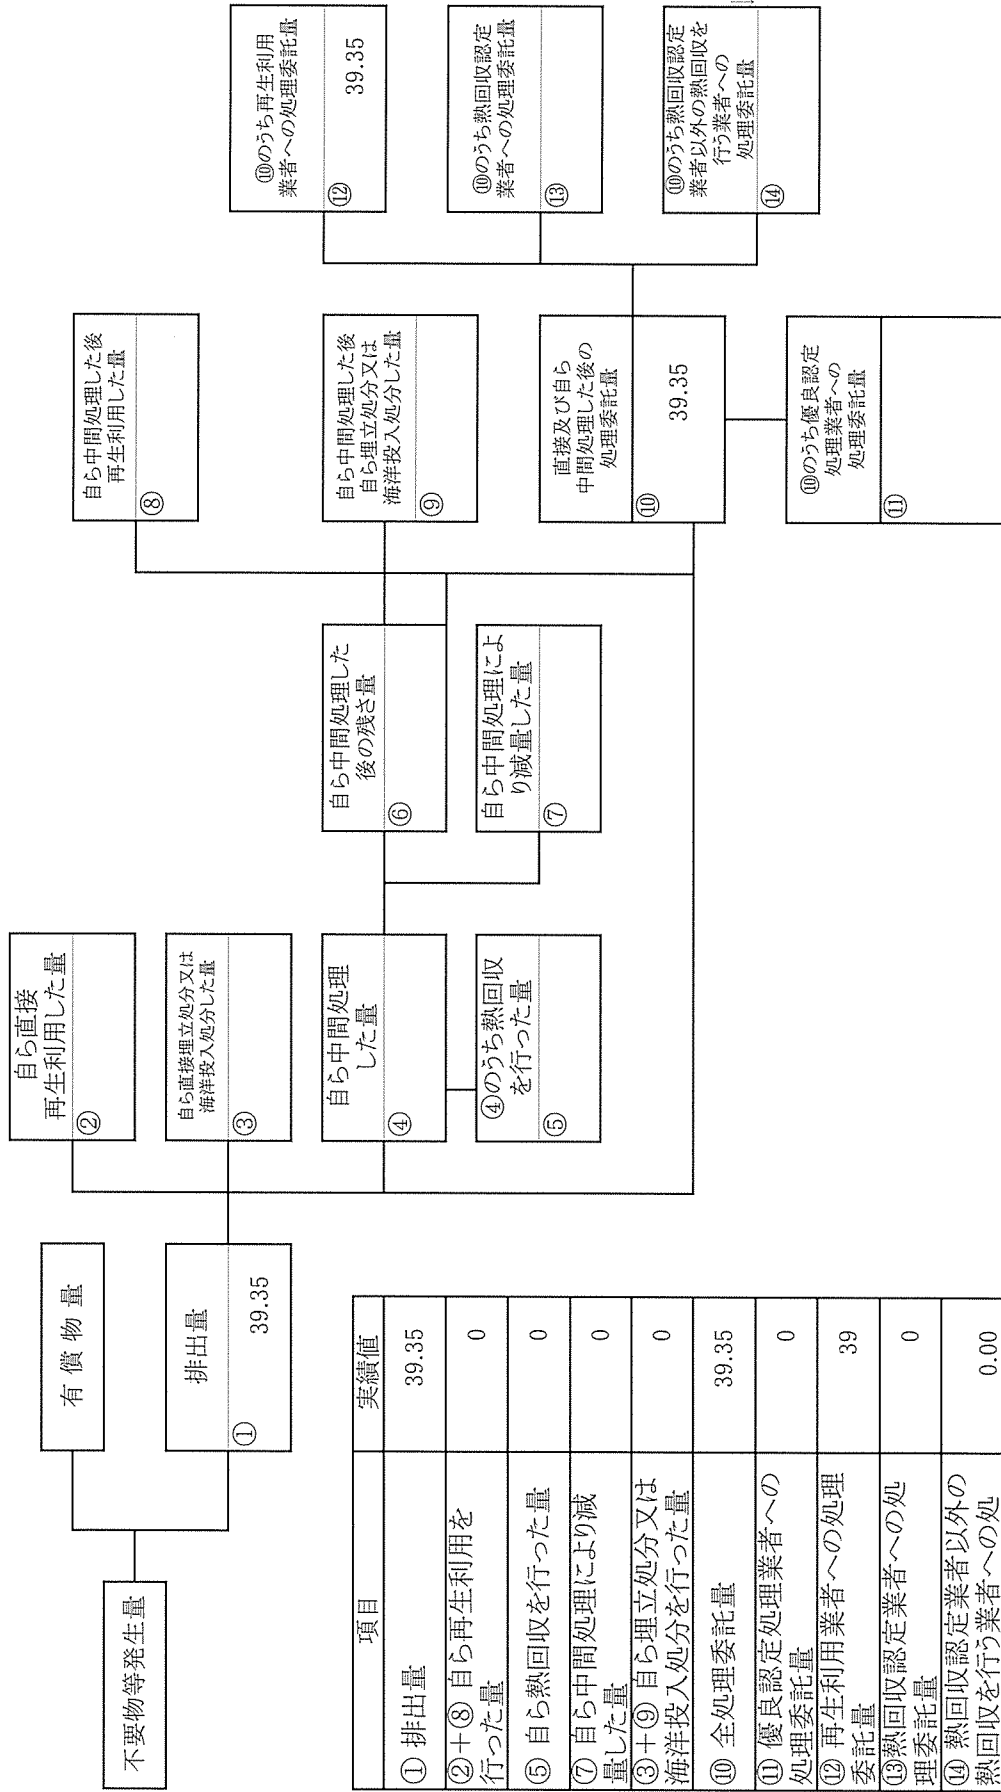 不要物等発生量
有 償 物 量
排出量
①
39.35
自ら直接
再生利用した量
②
自ら直接埋立処分又は
海洋投入処分した量
③
自ら中間処理
した量
④
④のうち熱回収
を行った量
⑤
自ら中間処理した
後の残さ量
⑥
自ら中間処理によ
り減量した量
⑦
自ら中間処理した後
再生利用した量
⑧
自ら中間処理した後
自ら埋立処分又は
海洋投入処分した量
⑨
直接及び自ら
中間処理した後の
処理委託量
⑩
39.35
⑩のうち優良認定
処理業者への
処理委託量
⑪
⑩のうち再生利用
業者への処理委託量
⑫
39.35
⑩のうち熱回収認定
業者への処理委託量
⑬
⑩のうち熱回収認定
業者以外の熱回収を
行う業者への
処理委託量
⑭
項目 実績値
① 排出量 39.35
②+⑧ 自ら再生利用を
行った量 0
⑤ 自ら熱回収を行った量 0
⑦ 自ら中間処理により減
量した量 0
③+⑨ 自ら埋立処分又は
海洋投入処分を行った量 0
⑩ 全処理委託量 39.35
⑪ 優良認定処理業者への
処理委託量 0
⑫ 再生利用業者への処理
委託量 39
⑬熱回収認定業者への処
理委託量 0
⑭ 熱回収認定業者以外の
熱回収を行う業者への処 0.00